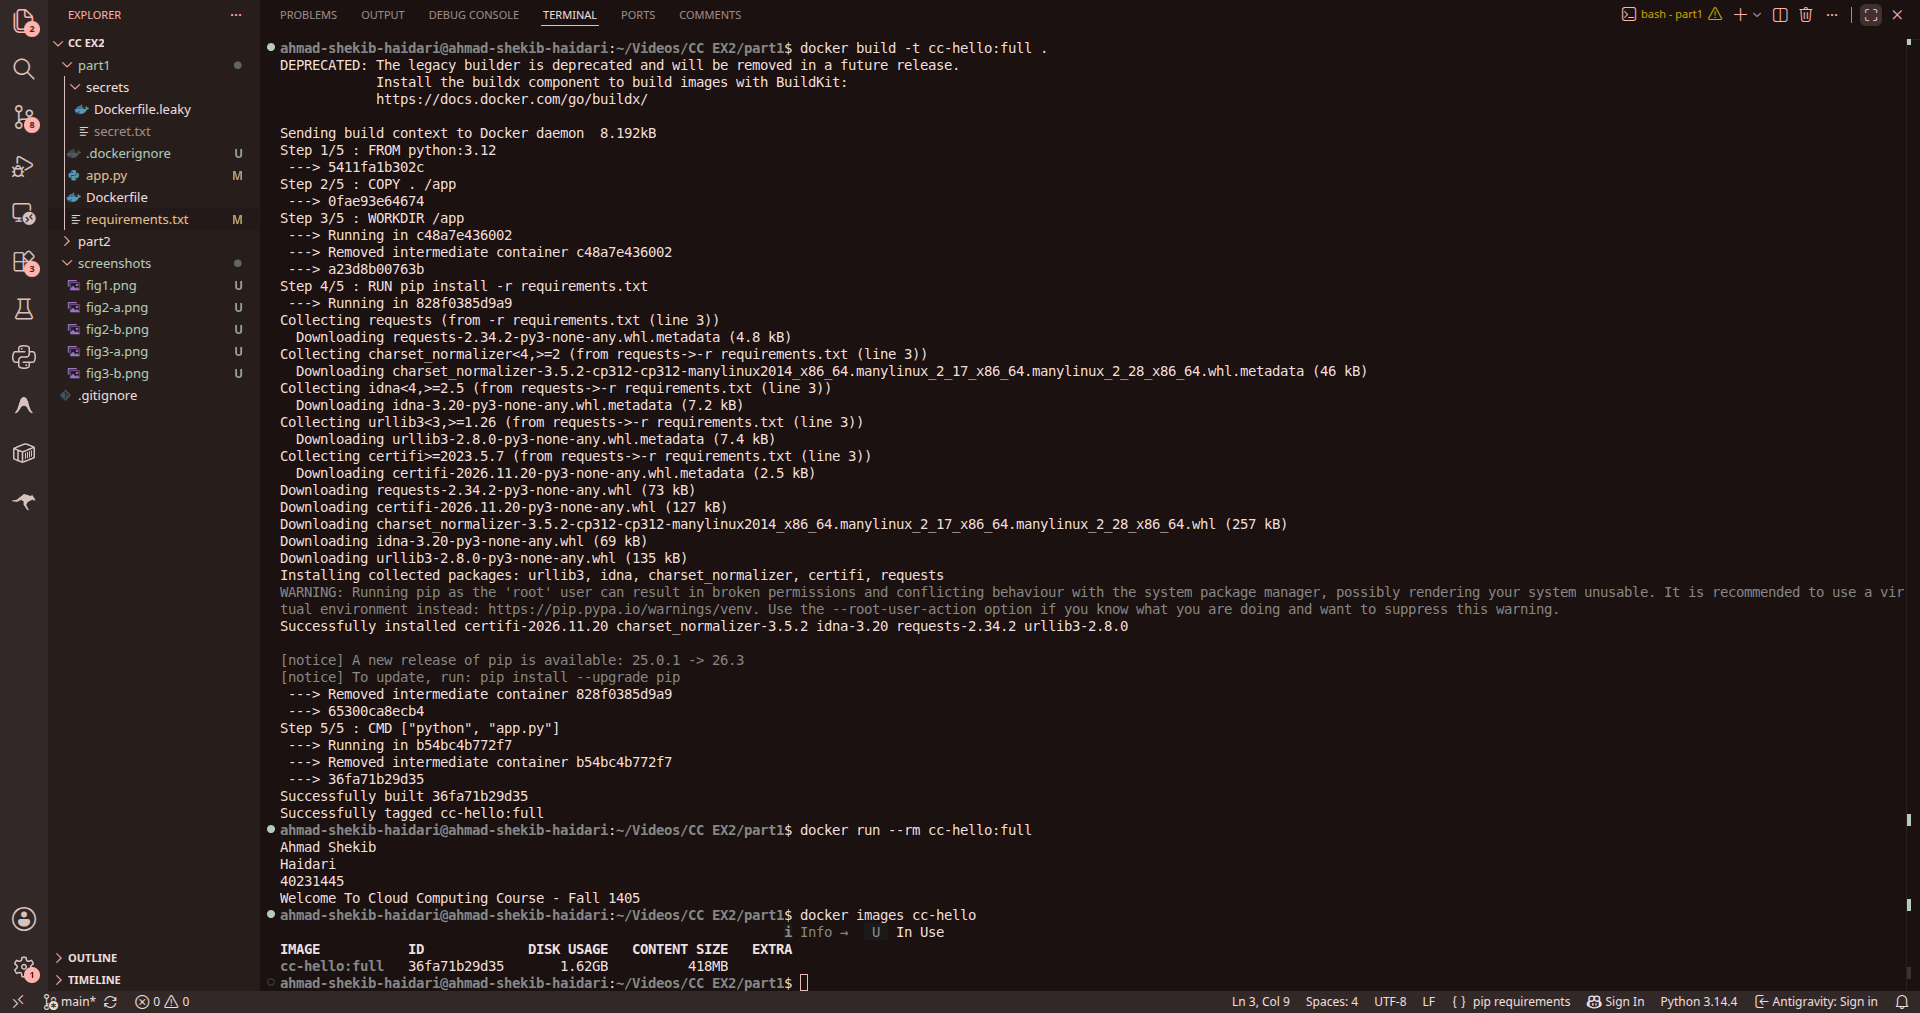 EXPLORER
CC EX2
part1
secrets
Dockerfile.leaky
secret.txt
.dockerignore U
app.py M
Dockerfile
requirements.txt M
part2
screenshots
fig1.png U
fig2-a.png U
fig2-b.png U
fig3-a.png U
fig3-b.png U
.gitignore
OUTLINE
TIMELINE
2
8
3
1
PROBLEMS OUTPUT DEBUG CONSOLE TERMINAL PORTS COMMENTS
bash - part1
ahmad-shekib-haidari@ahmad-shekib-haidari:~/Videos/CC EX2/part1$ docker build -t cc-hello:full .
DEPRECATED: The legacy builder is deprecated and will be removed in a future release.
            Install the buildx component to build images with BuildKit:
            https://docs.docker.com/go/buildx/
Sending build context to Docker daemon  8.192kB
Step 1/5 : FROM python:3.12
 ---> 5411fa1b302c
Step 2/5 : COPY . /app
 ---> 0fae93e64674
Step 3/5 : WORKDIR /app
 ---> Running in c48a7e436002
 ---> Removed intermediate container c48a7e436002
 ---> a23d8b00763b
Step 4/5 : RUN pip install -r requirements.txt
 ---> Running in 828f0385d9a9
Collecting requests (from -r requirements.txt (line 3))
  Downloading requests-2.34.2-py3-none-any.whl.metadata (4.8 kB)
Collecting charset_normalizer<4,>=2 (from requests->-r requirements.txt (line 3))
  Downloading charset_normalizer-3.5.2-cp312-cp312-manylinux2014_x86_64.manylinux_2_17_x86_64.manylinux_2_28_x86_64.whl.metadata (46 kB)
Collecting idna<4,>=2.5 (from requests->-r requirements.txt (line 3))
  Downloading idna-3.20-py3-none-any.whl.metadata (7.2 kB)
Collecting urllib3<3,>=1.26 (from requests->-r requirements.txt (line 3))
  Downloading urllib3-2.8.0-py3-none-any.whl.metadata (7.4 kB)
Collecting certifi>=2023.5.7 (from requests->-r requirements.txt (line 3))
  Downloading certifi-2026.11.20-py3-none-any.whl.metadata (2.5 kB)
Downloading requests-2.34.2-py3-none-any.whl (73 kB)
Downloading certifi-2026.11.20-py3-none-any.whl (127 kB)
Downloading charset_normalizer-3.5.2-cp312-cp312-manylinux2014_x86_64.manylinux_2_17_x86_64.manylinux_2_28_x86_64.whl (257 kB)
Downloading idna-3.20-py3-none-any.whl (69 kB)
Downloading urllib3-2.8.0-py3-none-any.whl (135 kB)
Installing collected packages: urllib3, idna, charset_normalizer, certifi, requests
WARNING: Running pip as the 'root' user can result in broken permissions and conflicting behaviour with the system package manager, possibly rendering your system unusable. It is recommended to use a vir
tual environment instead: https://pip.pypa.io/warnings/venv. Use the --root-user-action option if you know what you are doing and want to suppress this warning.
Successfully installed certifi-2026.11.20 charset_normalizer-3.5.2 idna-3.20 requests-2.34.2 urllib3-2.8.0
[notice] A new release of pip is available: 25.0.1 -> 26.3
[notice] To update, run: pip install --upgrade pip
 ---> Removed intermediate container 828f0385d9a9
 ---> 65300ca8ecb4
Step 5/5 : CMD ["python", "app.py"]
 ---> Running in b54bc4b772f7
 ---> Removed intermediate container b54bc4b772f7
 ---> 36fa71b29d35
Successfully built 36fa71b29d35
Successfully tagged cc-hello:full
ahmad-shekib-haidari@ahmad-shekib-haidari:~/Videos/CC EX2/part1$ docker run --rm cc-hello:full
Ahmad Shekib
Haidari
40231445
Welcome To Cloud Computing Course - Fall 1405
ahmad-shekib-haidari@ahmad-shekib-haidari:~/Videos/CC EX2/part1$ docker images cc-hello
i Info → U In Use
IMAGE ID DISK USAGE CONTENT SIZE EXTRA
cc-hello:full 36fa71b29d35 1.62GB 418MB
ahmad-shekib-haidari@ahmad-shekib-haidari:~/Videos/CC EX2/part1$
main* 0 0 Ln 3, Col 9 Spaces: 4 UTF-8 LF { } pip requirements Sign In Python 3.14.4 Antigravity: Sign in